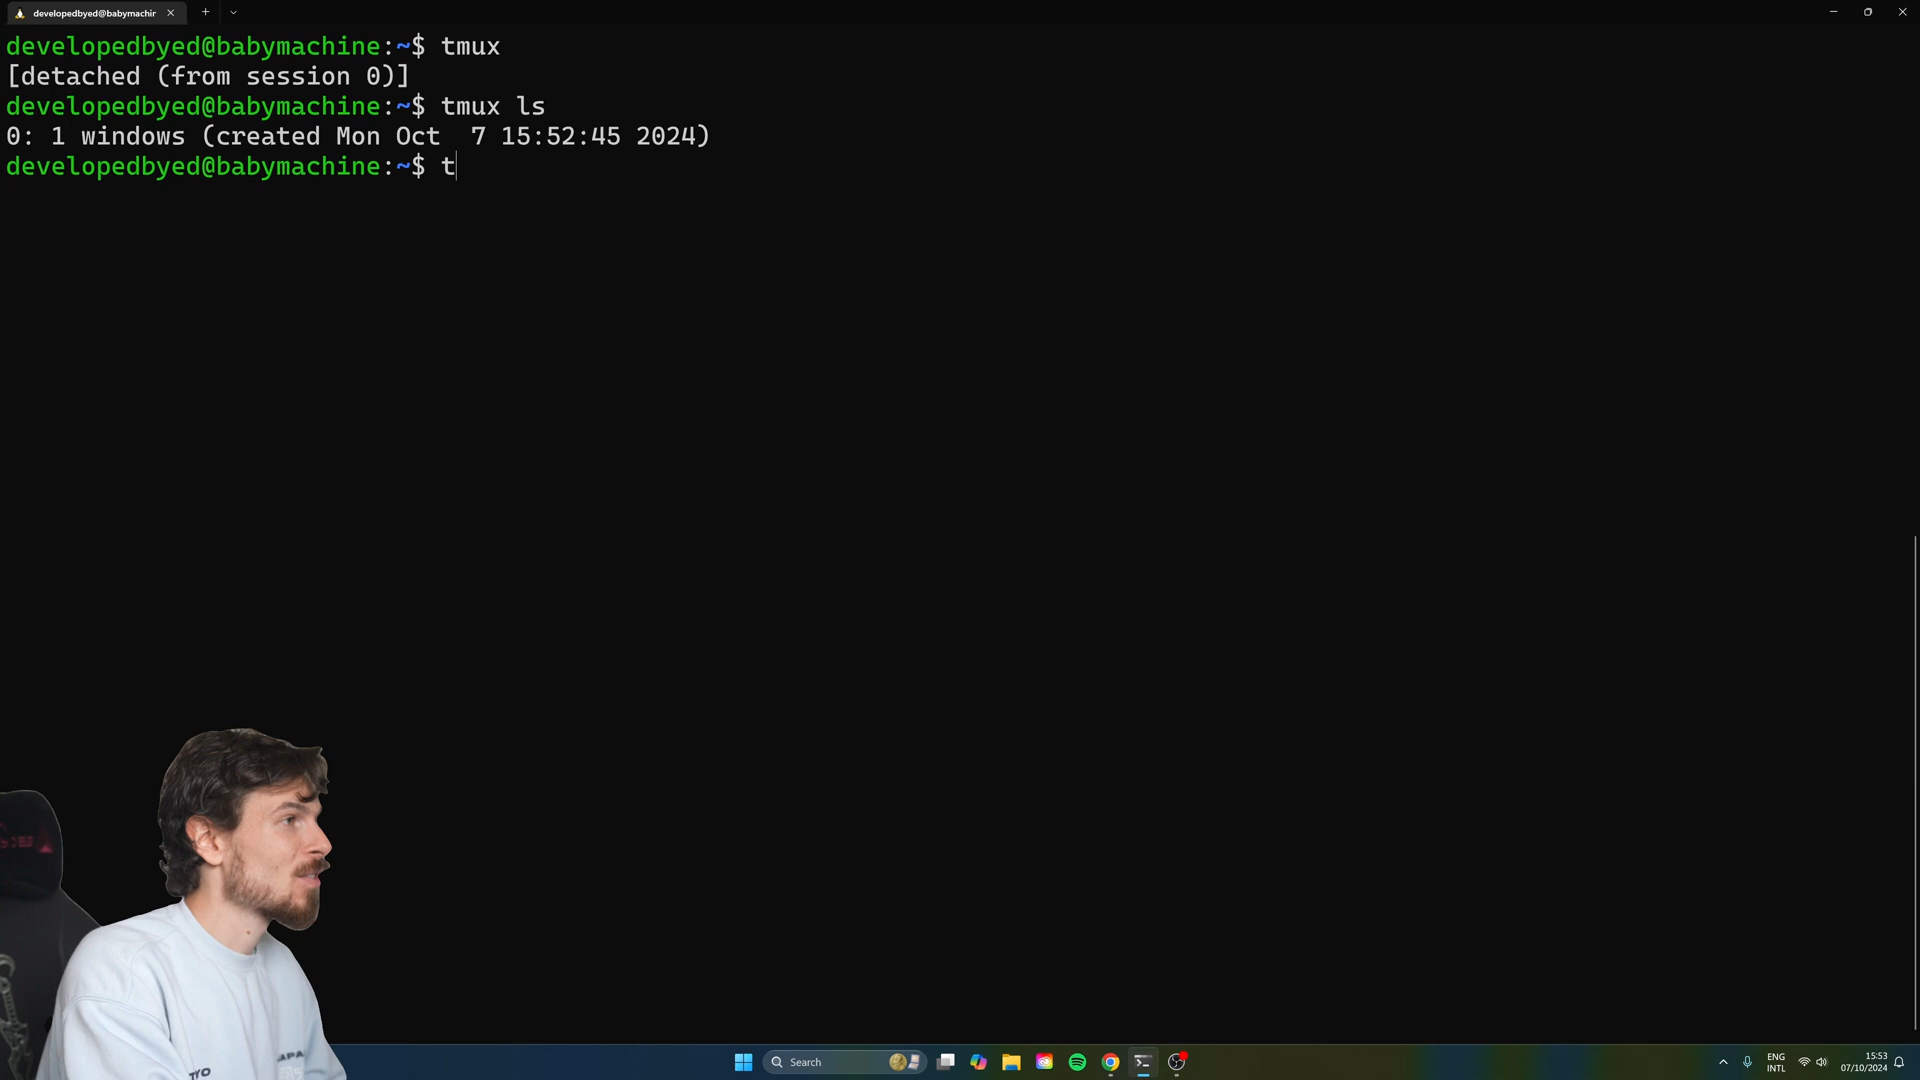 developedbyed@babymachir
developedbyed@babymachine:~$ tmux
[detached (from session 0)]
developedbyed@babymachine:~$ tmux ls
0: 1 windows (created Mon Oct  7 15:52:45 2024)
developedbyed@babymachine:~$ t
TYO
Search
ENG
INTL
15:53
07/10/2024